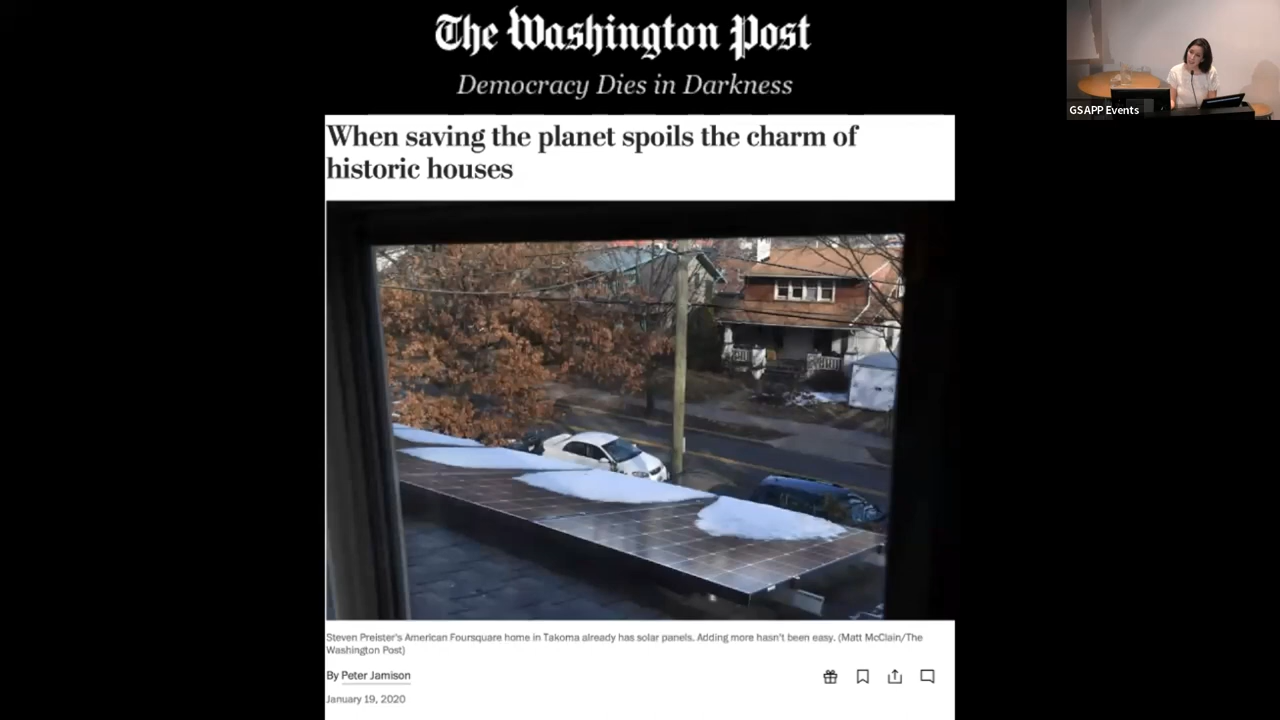 The Washington Post
Democracy Dies in Darkness
GSAPP Events
When saving the planet spoils the charm of
historic houses
Steven Preister's American Foursquare home in Takoma already has solar panels. Adding more hasn't been easy. (Matt McClain/The
Washington Post)
By Peter Jamison
January 19, 2020